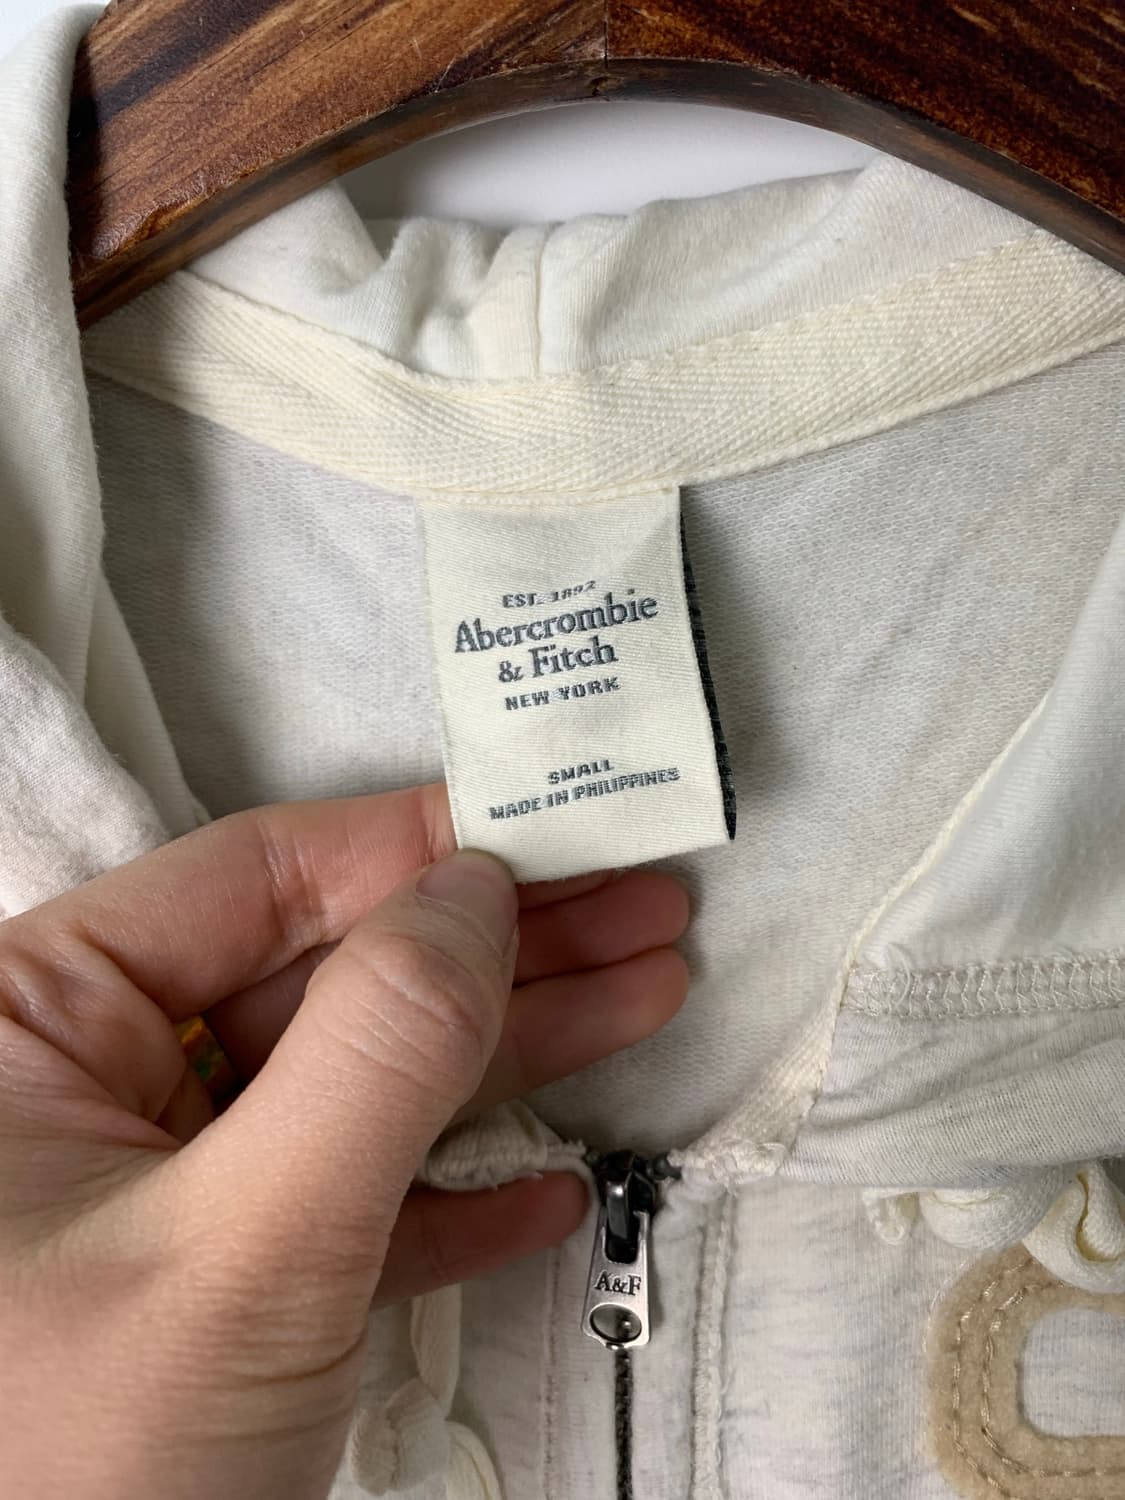 EST. 1892
Abercrombie
& Fitch
NEW YORK
SMALL
MADE IN PHILIPPINES
A&F